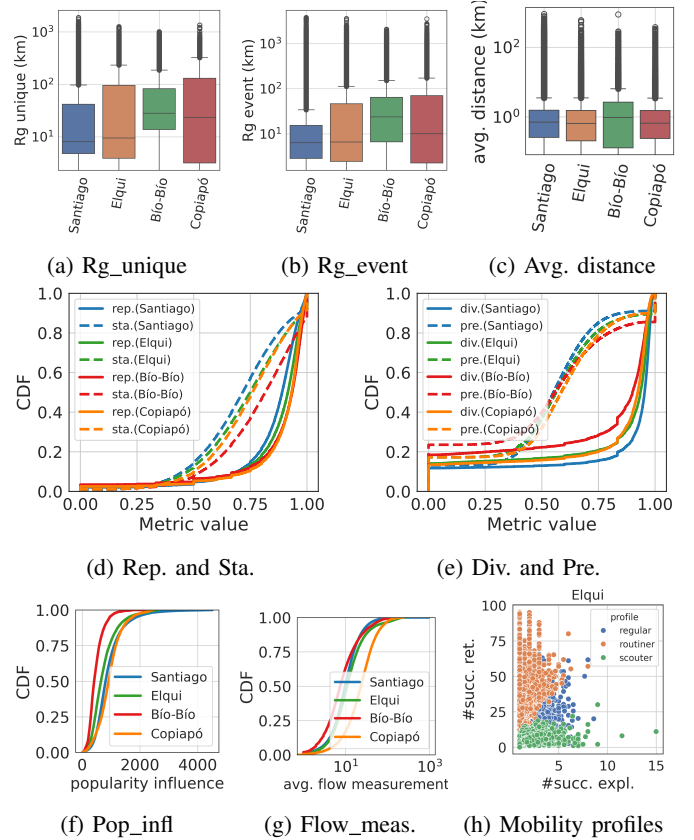 Rg unique (km)
10³
10²
10¹
Santiago
Elqui
Bío-Bío
Copiapó
(a) Rg_unique
Rg event (km)
10³
10²
10¹
Santiago
Elqui
Bío-Bío
Copiapó
(b) Rg_event
avg. distance (km)
10³
10⁰
Santiago
Elqui
Bío-Bío
Copiapó
(c) Avg. distance
CDF
1.0
0.8
0.6
0.4
0.2
0.0
rep.(Santiago)
sta.(Santiago)
rep.(Elqui)
sta.(Elqui)
rep.(Bío-Bío)
sta.(Bío-Bío)
rep.(Copiapó)
sta.(Copiapó)
0.00 0.25 0.50 0.75 1.00
Metric value
(d) Rep. and Sta.
CDF
1.0
0.8
0.6
0.4
0.2
0.0
div.(Santiago)
pre.(Santiago)
div.(Elqui)
pre.(Elqui)
div.(Bío-Bío)
pre.(Bío-Bío)
div.(Copiapó)
pre.(Copiapó)
0.00 0.25 0.50 0.75 1.00
Metric value
(e) Div. and Pre.
CDF
1.00
0.75
0.50
0.25
0.00
Santiago
Elqui
Bío-Bío
Copiapó
0 2000 4000
popularity influence
(f) Pop_infl
CDF
1.00
0.75
0.50
0.25
0.00
Santiago
Elqui
Bío-Bío
Copiapó
10¹ 10³
avg. flow measurement
(g) Flow_meas.
Elqui
#succ. ret.
100
75
50
25
0
profile
regular
routiner
scouter
5 10 15
#succ. expl.
(h) Mobility profiles